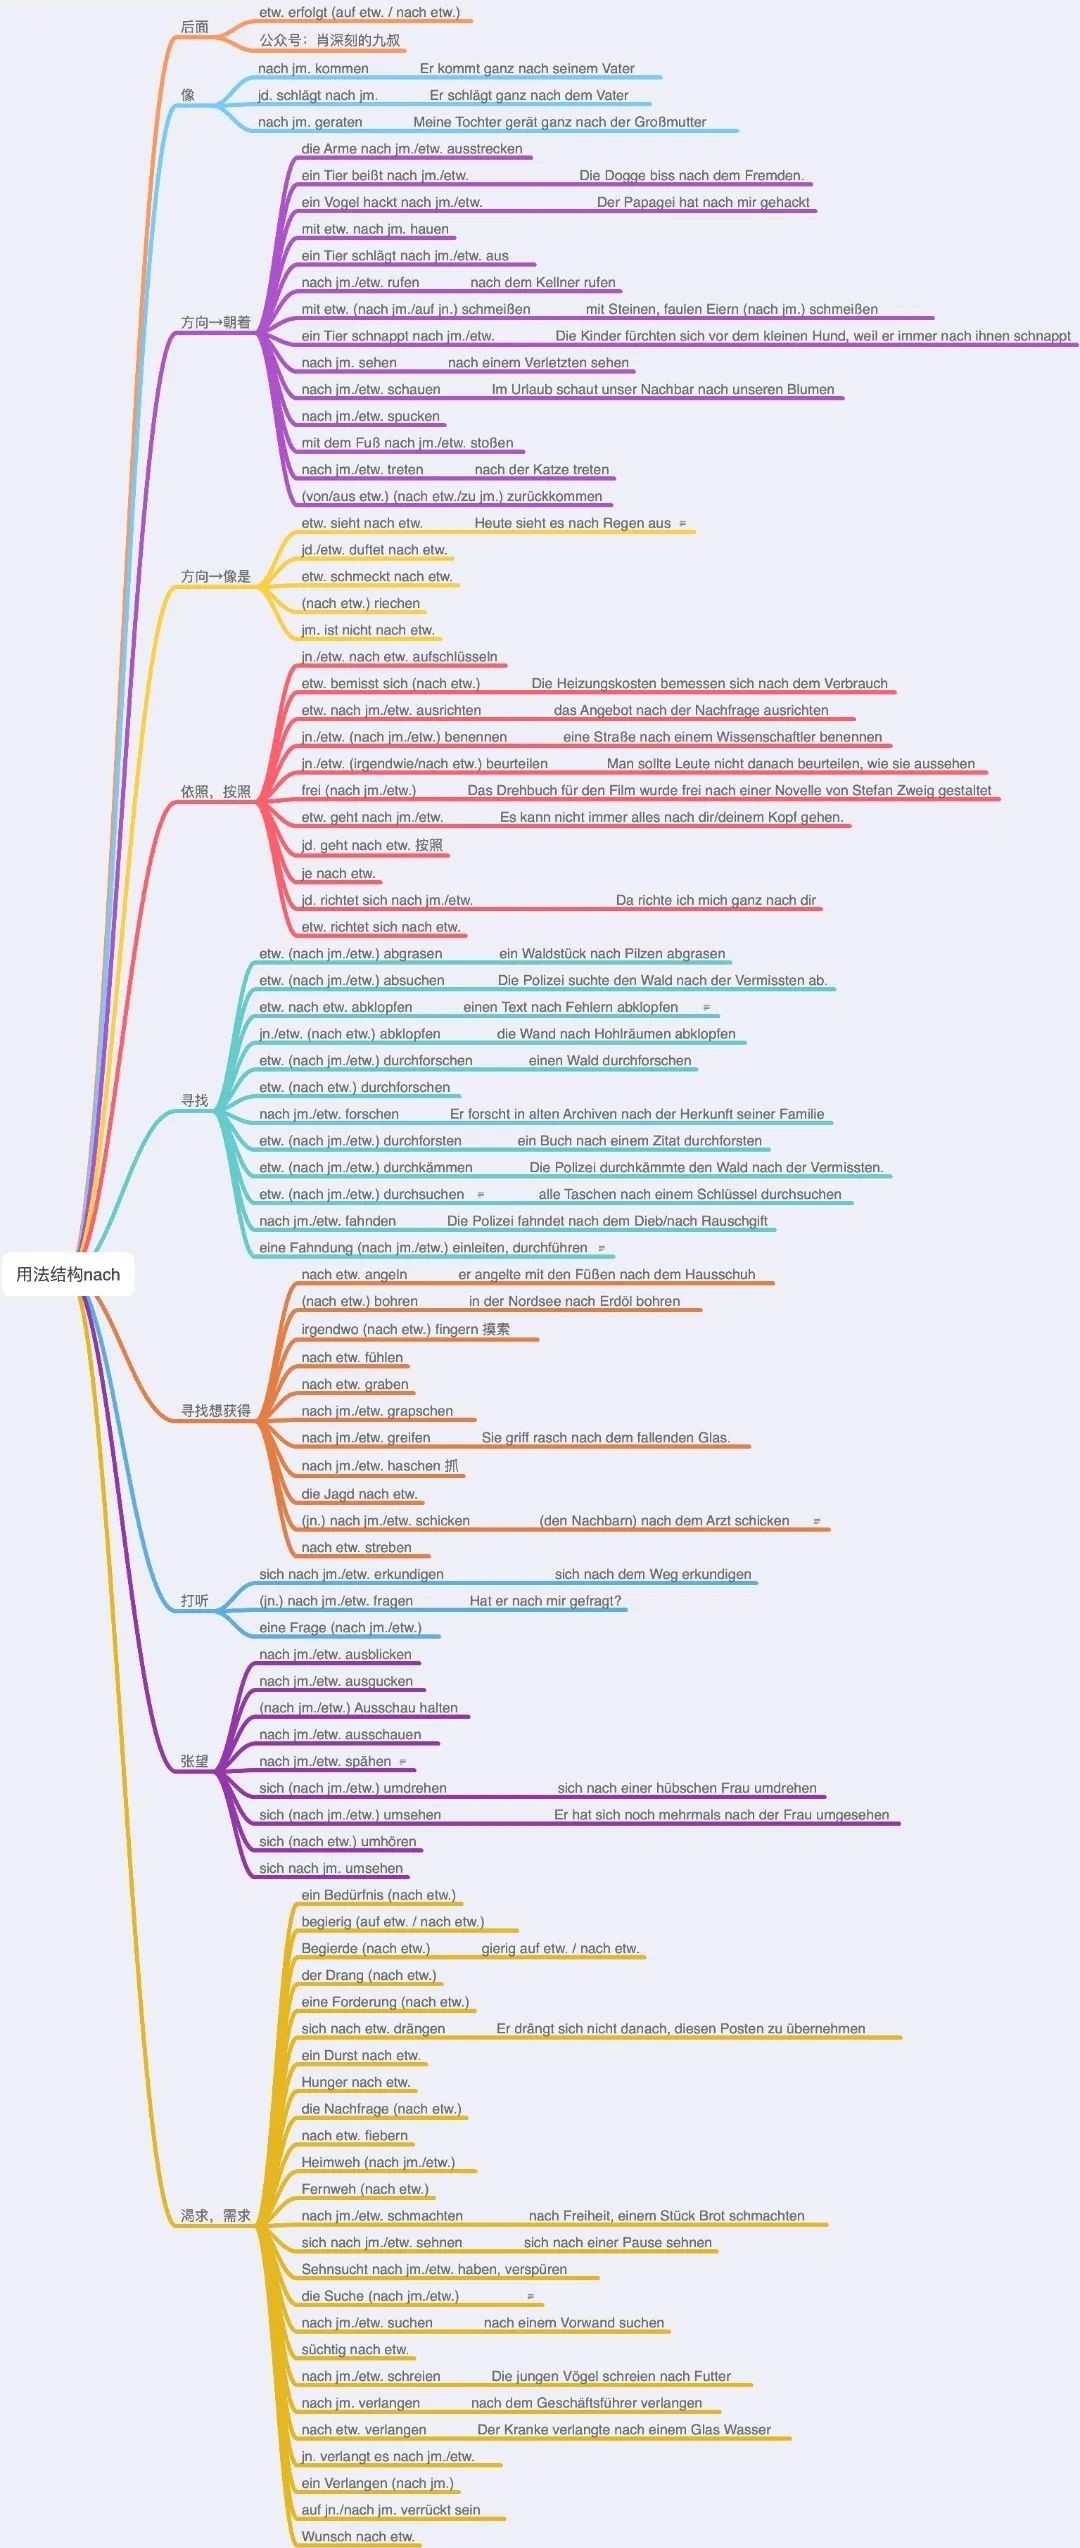 后面
etw. erfolgt (auf etw. / nach etw.)
公众号：肖深刻的九叔
像
nach jm. kommen Er kommt ganz nach seinem Vater
jd. schlägt nach jm. Er schlägt ganz nach dem Vater
nach jm. geraten Meine Tochter gerät ganz nach der Großmutter
方向→朝着
die Arme nach jm./etw. ausstrecken
ein Tier beißt nach jm./etw. Die Dogge biss nach dem Fremden.
ein Vogel hackt nach jm./etw. Der Papagei hat nach mir gehackt
mit etw. nach jm. hauen
ein Tier schlägt nach jm./etw. aus
nach jm./etw. rufen nach dem Kellner rufen
mit etw. (nach jm./auf jn.) schmeißen mit Steinen, faulen Eiern (nach jm.) schmeißen
ein Tier schnappt nach jm./etw. Die Kinder fürchten sich vor dem kleinen Hund, weil er immer nach ihnen schnappt
nach jm. sehen nach einem Verletzten sehen
nach jm./etw. schauen Im Urlaub schaut unser Nachbar nach unseren Blumen
nach jm./etw. spucken
mit dem Fuß nach jm./etw. stoßen
nach jm./etw. treten nach der Katze treten
(von/aus etw.) (nach etw./zu jm.) zurückkommen
方向→像是
etw. sieht nach etw. Heute sieht es nach Regen aus
jd./etw. duftet nach etw.
etw. schmeckt nach etw.
(nach etw.) riechen
jm. ist nicht nach etw.
依照，按照
jn./etw. nach etw. aufschlüsseln
etw. bemisst sich (nach etw.) Die Heizungskosten bemessen sich nach dem Verbrauch
etw. nach jm./etw. ausrichten das Angebot nach der Nachfrage ausrichten
jn./etw. (nach jm./etw.) benennen eine Straße nach einem Wissenschaftler benennen
jn./etw. (irgendwie/nach etw.) beurteilen Man sollte Leute nicht danach beurteilen, wie sie aussehen
frei (nach jm./etw.) Das Drehbuch für den Film wurde frei nach einer Novelle von Stefan Zweig gestaltet
etw. geht nach jm./etw. Es kann nicht immer alles nach dir/deinem Kopf gehen.
jd. geht nach etw. 按照
je nach etw.
jd. richtet sich nach jm./etw. Da richte ich mich ganz nach dir
etw. richtet sich nach etw.
寻找
etw. (nach jm./etw.) abgrasen ein Waldstück nach Pilzen abgrasen
etw. (nach jm./etw.) absuchen Die Polizei suchte den Wald nach der Vermissten ab.
etw. nach etw. abklopfen einen Text nach Fehlern abklopfen
jn./etw. (nach etw.) abklopfen die Wand nach Hohlräumen abklopfen
etw. (nach jm./etw.) durchforschen einen Wald durchforschen
etw. (nach etw.) durchforschen
nach jm./etw. forschen Er forscht in alten Archiven nach der Herkunft seiner Familie
etw. (nach jm./etw.) durchforsten ein Buch nach einem Zitat durchforsten
etw. (nach jm./etw.) durchkämmen Die Polizei durchkämmte den Wald nach der Vermissten.
etw. (nach jm./etw.) durchsuchen alle Taschen nach einem Schlüssel durchsuchen
nach jm./etw. fahnden Die Polizei fahndet nach dem Dieb/nach Rauschgift
eine Fahndung (nach jm./etw.) einleiten, durchführen
用法结构nach
寻找想获得
nach etw. angeln er angelte mit den Füßen nach dem Hausschuh
(nach etw.) bohren in der Nordsee nach Erdöl bohren
irgendwo (nach etw.) fingern 摸索
nach etw. fühlen
nach etw. graben
nach jm./etw. grapschen
nach jm./etw. greifen Sie griff rasch nach dem fallenden Glas.
nach jm./etw. haschen 抓
die Jagd nach etw.
(jn.) nach jm./etw. schicken (den Nachbarn) nach dem Arzt schicken
nach etw. streben
打听
sich nach jm./etw. erkundigen sich nach dem Weg erkundigen
(jn.) nach jm./etw. fragen Hat er nach mir gefragt?
eine Frage (nach jm./etw.)
张望
nach jm./etw. ausblicken
nach jm./etw. ausgucken
(nach jm./etw.) Ausschau halten
nach jm./etw. ausschauen
nach jm./etw. spähen
sich (nach jm./etw.) umdrehen sich nach einer hübschen Frau umdrehen
sich (nach jm./etw.) umsehen Er hat sich noch mehrmals nach der Frau umgesehen
sich (nach etw.) umhören
sich nach jm. umsehen
渴求，需求
ein Bedürfnis (nach etw.)
begierig (auf etw. / nach etw.)
Begierde (nach etw.) gierig auf etw. / nach etw.
der Drang (nach etw.)
eine Forderung (nach etw.)
sich nach etw. drängen Er drängt sich nicht danach, diesen Posten zu übernehmen
ein Durst nach etw.
Hunger nach etw.
die Nachfrage (nach etw.)
nach etw. fiebern
Heimweh (nach jm./etw.)
Fernweh (nach etw.)
nach jm./etw. schmachten nach Freiheit, einem Stück Brot schmachten
sich nach jm./etw. sehnen sich nach einer Pause sehnen
Sehnsucht nach jm./etw. haben, verspüren
die Suche (nach jm./etw.)
nach jm./etw. suchen nach einem Vorwand suchen
süchtig nach etw.
nach jm./etw. schreien Die jungen Vögel schreien nach Futter
nach jm. verlangen nach dem Geschäftsführer verlangen
nach etw. verlangen Der Kranke verlangte nach einem Glas Wasser
jn. verlangt es nach jm./etw.
ein Verlangen (nach jm.)
auf jn./nach jm. verrückt sein
Wunsch nach etw.